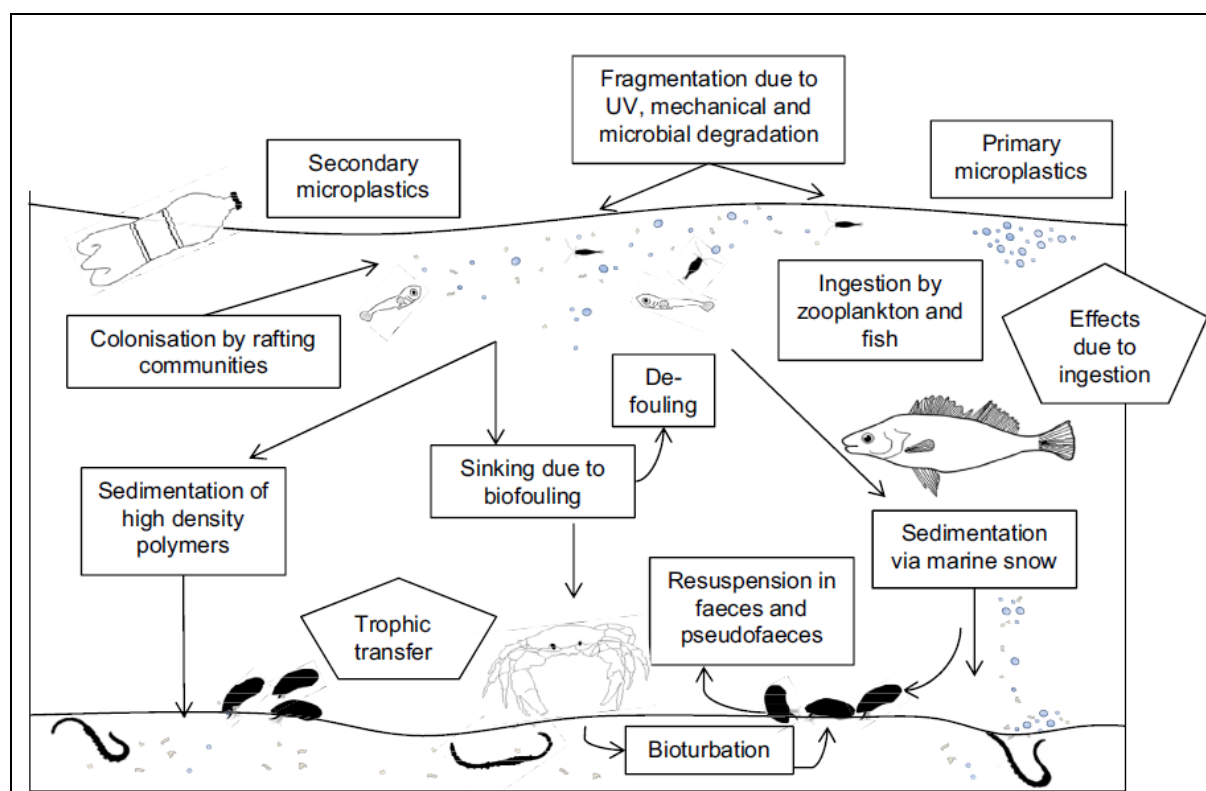 Fragmentation due to
UV, mechanical and
microbial degradation
Secondary
microplastics
Primary
microplastics
Colonisation by rafting
communities
Ingestion by
zooplankton and
fish
Effects
due to
ingestion
De-
fouling
Sedimentation of
high density
polymers
Sinking due to
biofouling
Sedimentation
via marine snow
Trophic
transfer
Resuspension in
faeces and
pseudofaeces
Bioturbation